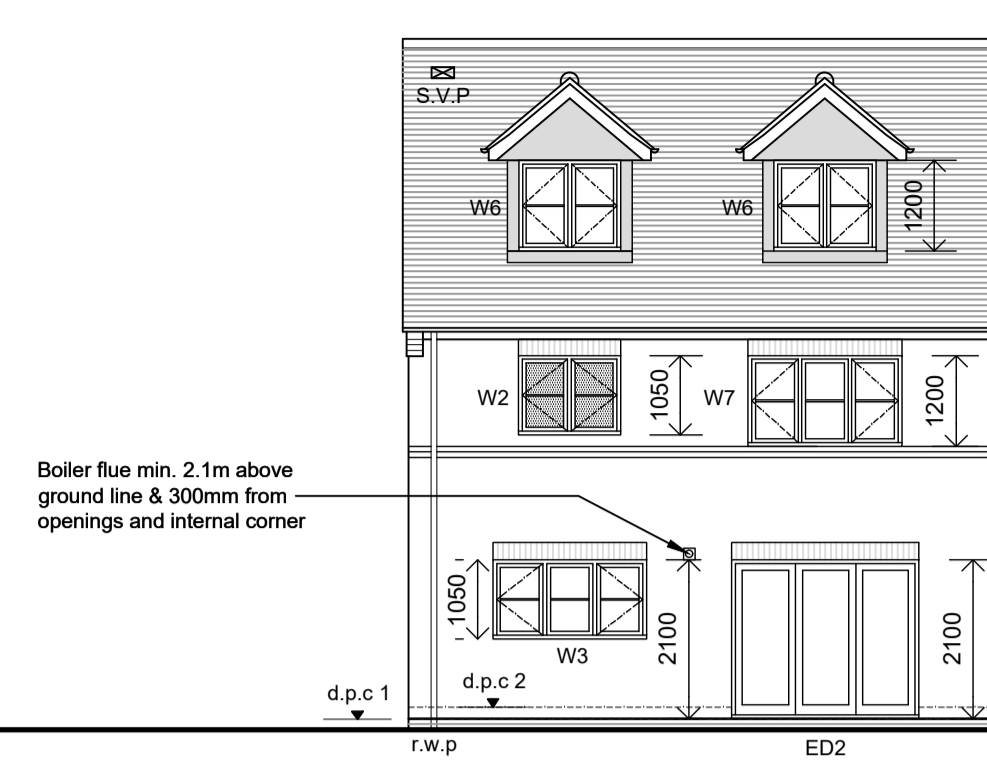 S.V.P
W6
W6
1200
W2
1050
W7
1200
Boiler flue min. 2.1m above
ground line & 300mm from
openings and internal corner
1050
2100
2100
W3
d.p.c 2
d.p.c 1
r.w.p
ED2